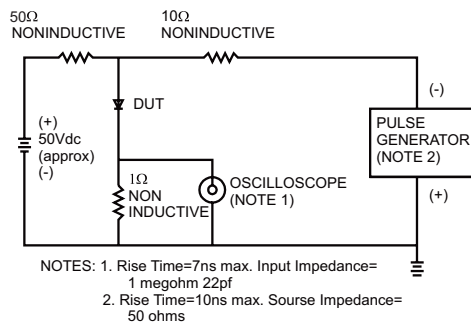 50Ω
NONINDUCTIVE
10Ω
NONINDUCTIVE
DUT
(+)
50Vdc
(approx)
(-)
(-)
PULSE
GENERATOR
(NOTE 2)
(+)
1Ω
NON
INDUCTIVE
OSCILLOSCOPE
(NOTE 1)
NOTES: 1. Rise Time=7ns max. Input Impedance=
1 megohm 22pf
2. Rise Time=10ns max. Sourse Impedance=
50 ohms